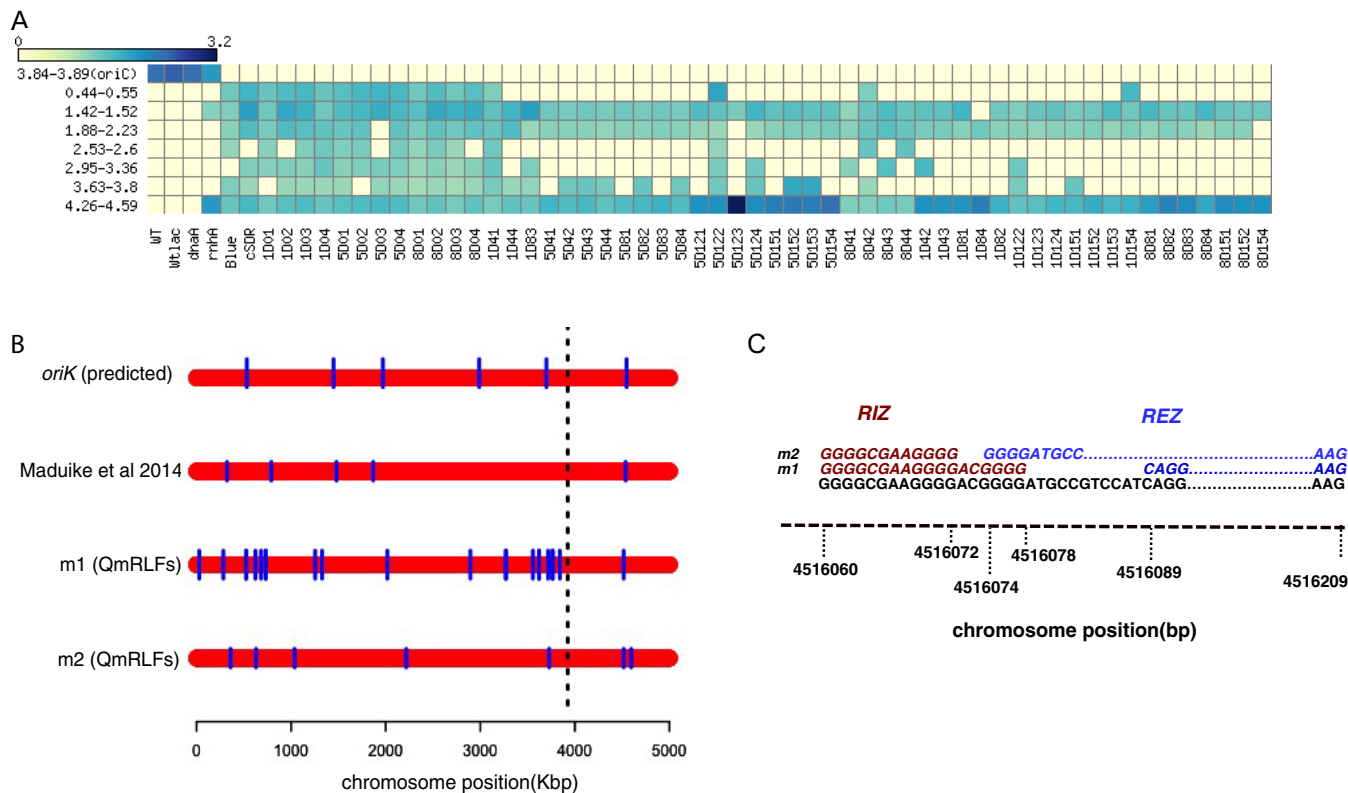 A
0 3.2
3.84-3.89(oriC)
0.44-0.55
1.42-1.52
1.88-2.23
2.53-2.6
2.95-3.36
3.63-3.8
4.26-4.59
WT
Wtlac
dnaA
rnhA
Blue
cSDR
1D01
1D02
1D03
1D04
5D01
5D02
5D03
5D04
8D01
8D02
8D03
8D04
1D41
1D44
1D83
5D41
5D42
5D43
5D44
5D81
5D82
5D83
5D84
5D121
5D122
5D123
5D124
5D151
5D152
5D153
5D154
8D41
8D42
8D43
8D44
1D42
1D43
1D81
1D84
1D82
1D122
1D123
1D124
1D151
1D152
1D153
1D154
8D81
8D82
8D83
8D84
8D151
8D152
8D154
B
oriK (predicted)
Maduike et al 2014
m1 (QmRLFs)
m2 (QmRLFs)
0 1000 2000 3000 4000 5000
chromosome position(Kbp)
C
RIZ REZ
m2 GGGGCGAAGGGG GGGGATGCC.......................................AAG
m1 GGGGCGAAGGGGACGGGG CAGG.....................AAG
GGGGCGAAGGGGACGGGGATGCCGTCCATCAGG.....................AAG
4516060
4516072
4516074
4516078
4516089
4516209
chromosome position(bp)